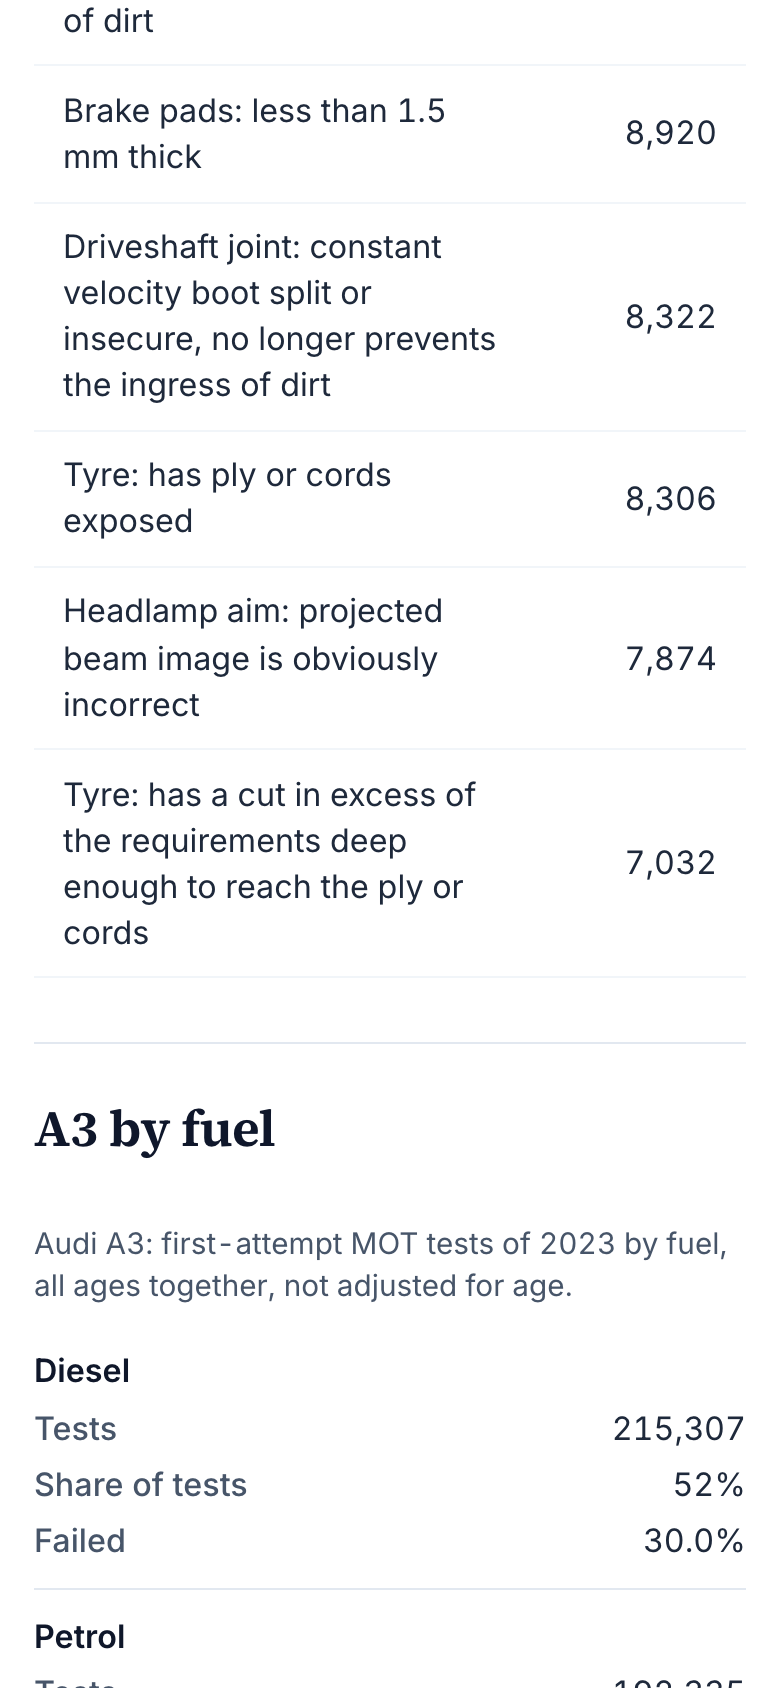 of dirt
Brake pads: less than 1.5
mm thick
8,920
Driveshaft joint: constant
velocity boot split or
insecure, no longer prevents
the ingress of dirt
8,322
Tyre: has ply or cords
exposed
8,306
Headlamp aim: projected
beam image is obviously
incorrect
7,874
Tyre: has a cut in excess of
the requirements deep
enough to reach the ply or
cords
7,032
A3 by fuel
Audi A3: first-attempt MOT tests of 2023 by fuel,
all ages together, not adjusted for age.
Diesel
Tests 215,307
Share of tests 52%
Failed 30.0%
Petrol
Tests